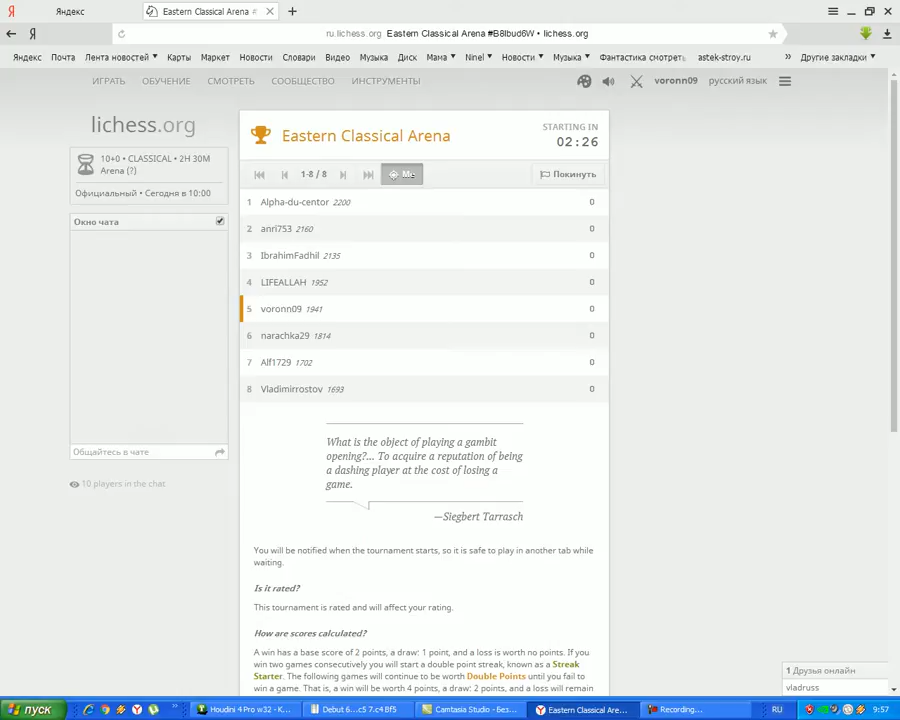 Яндекс
Eastern Classical Arena #
ru.lichess.org Eastern Classical Arena #B8Ibud6W • lichess.org
Яндекс Почта Лента новостей Карты Маркет Новости Словари Видео Музыка Диск Мама Ninel Новости Музыка Фантастика смотреть astek-stroy.ru » Другие закладки
ИГРАТЬ ОБУЧЕНИЕ СМОТРЕТЬ СООБЩЕСТВО ИНСТРУМЕНТЫ voronn09 русский язык
lichess.org
10+0 • CLASSICAL • 2H 30M
Arena (?)
Официальный • Сегодня в 10:00
Окно чата
Общайтесь в чате
10 players in the chat
Eastern Classical Arena
STARTING IN
02:26
1-8 / 8 Me Покинуть
1 Alpha-du-centor 2200 0
2 anri753 2160 0
3 IbrahimFadhil 2135 0
4 LIFEALLAH 1952 0
5 voronn09 1941 0
6 narachka29 1814 0
7 Alf1729 1702 0
8 Vladimirrostov 1693 0
What is the object of playing a gambit
opening?... To acquire a reputation of being
a dashing player at the cost of losing a
game.
—Siegbert Tarrasch
You will be notified when the tournament starts, so it is safe to play in another tab while
waiting.
Is it rated?
This tournament is rated and will affect your rating.
How are scores calculated?
A win has a base score of 2 points, a draw: 1 point, and a loss is worth no points. If you
win two games consecutively you will start a double point streak, known as a Streak
Starter. The following games will continue to be worth Double Points until you fail to
win a game. That is, a win will be worth 4 points, a draw: 2 points, and a loss will remain
1 Друзья онлайн
vladruss
пуск » Houdini 4 Pro w32 - K... Debut 6...c5 7.c4 Bf5 Camtasia Studio - Без... Eastern Classical Are... Recording... RU 9:57